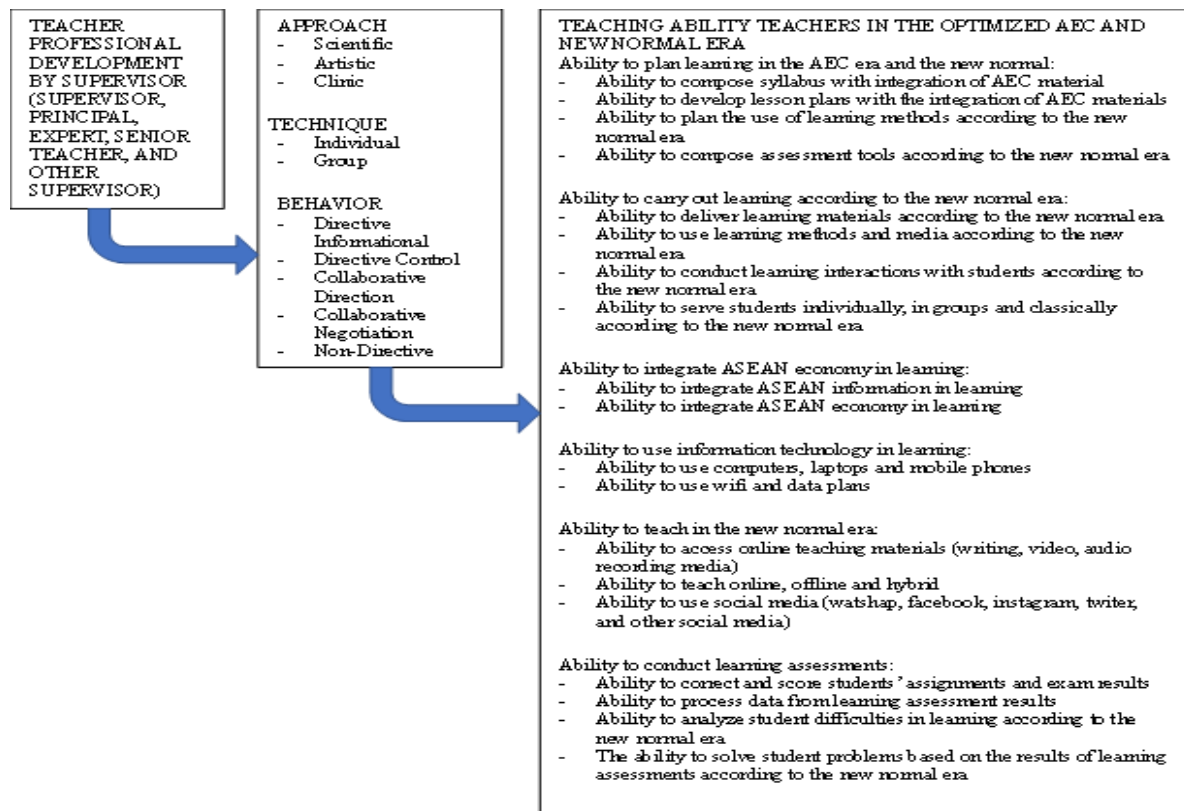 TEACHER
PROFESSIONAL
DEVELOPMENT
BY SUPERVISOR
(SUPERVISOR,
PRINCIPAL,
EXPERT, SENIOR
TEACHER, AND
OTHER
SUPERVISOR)
APPROACH
- Scientific
- Artistic
- Clinic
TECHNIQUE
- Individual
- Group
BEHAVIOR
- Directive
Informational
- Directive Control
- Collaborative
Direction
- Collaborative
Negotiation
- Non-Directive
TEACHING ABILITY TEACHERS IN THE OPTIMIZED AEC AND
NEW NORMAL ERA
Ability to plan learning in the AEC era and the new normal:
- Ability to compose syllabus with integration of AEC material
- Ability to develop lesson plans with the integration of AEC materials
- Ability to plan the use of learning methods according to the new
normal era
- Ability to compose assessment tools according to the new normal era
Ability to carry out learning according to the new normal era:
- Ability to deliver learning materials according to the new normal era
- Ability to use learning methods and media according to the new
normal era
- Ability to conduct learning interactions with students according to
the new normal era
- Ability to serve students individually, in groups and classically
according to the new normal era
Ability to integrate ASEAN economy in learning:
- Ability to integrate ASEAN information in learning
- Ability to integrate ASEAN economy in learning
Ability to use information technology in learning:
- Ability to use computers, laptops and mobile phones
- Ability to use wifi and data plans
Ability to teach in the new normal era:
- Ability to access online teaching materials (writing, video, audio
recording media)
- Ability to teach online, offline and hybrid
- Ability to use social media (watshap, facebook, instagram, twiter,
and other social media)
Ability to conduct learning assessments:
- Ability to correct and score students’ assignments and exam results
- Ability to process data from learning assessment results
- Ability to analyze student difficulties in learning according to the
new normal era
- The ability to solve student problems based on the results of learning
assessments according to the new normal era